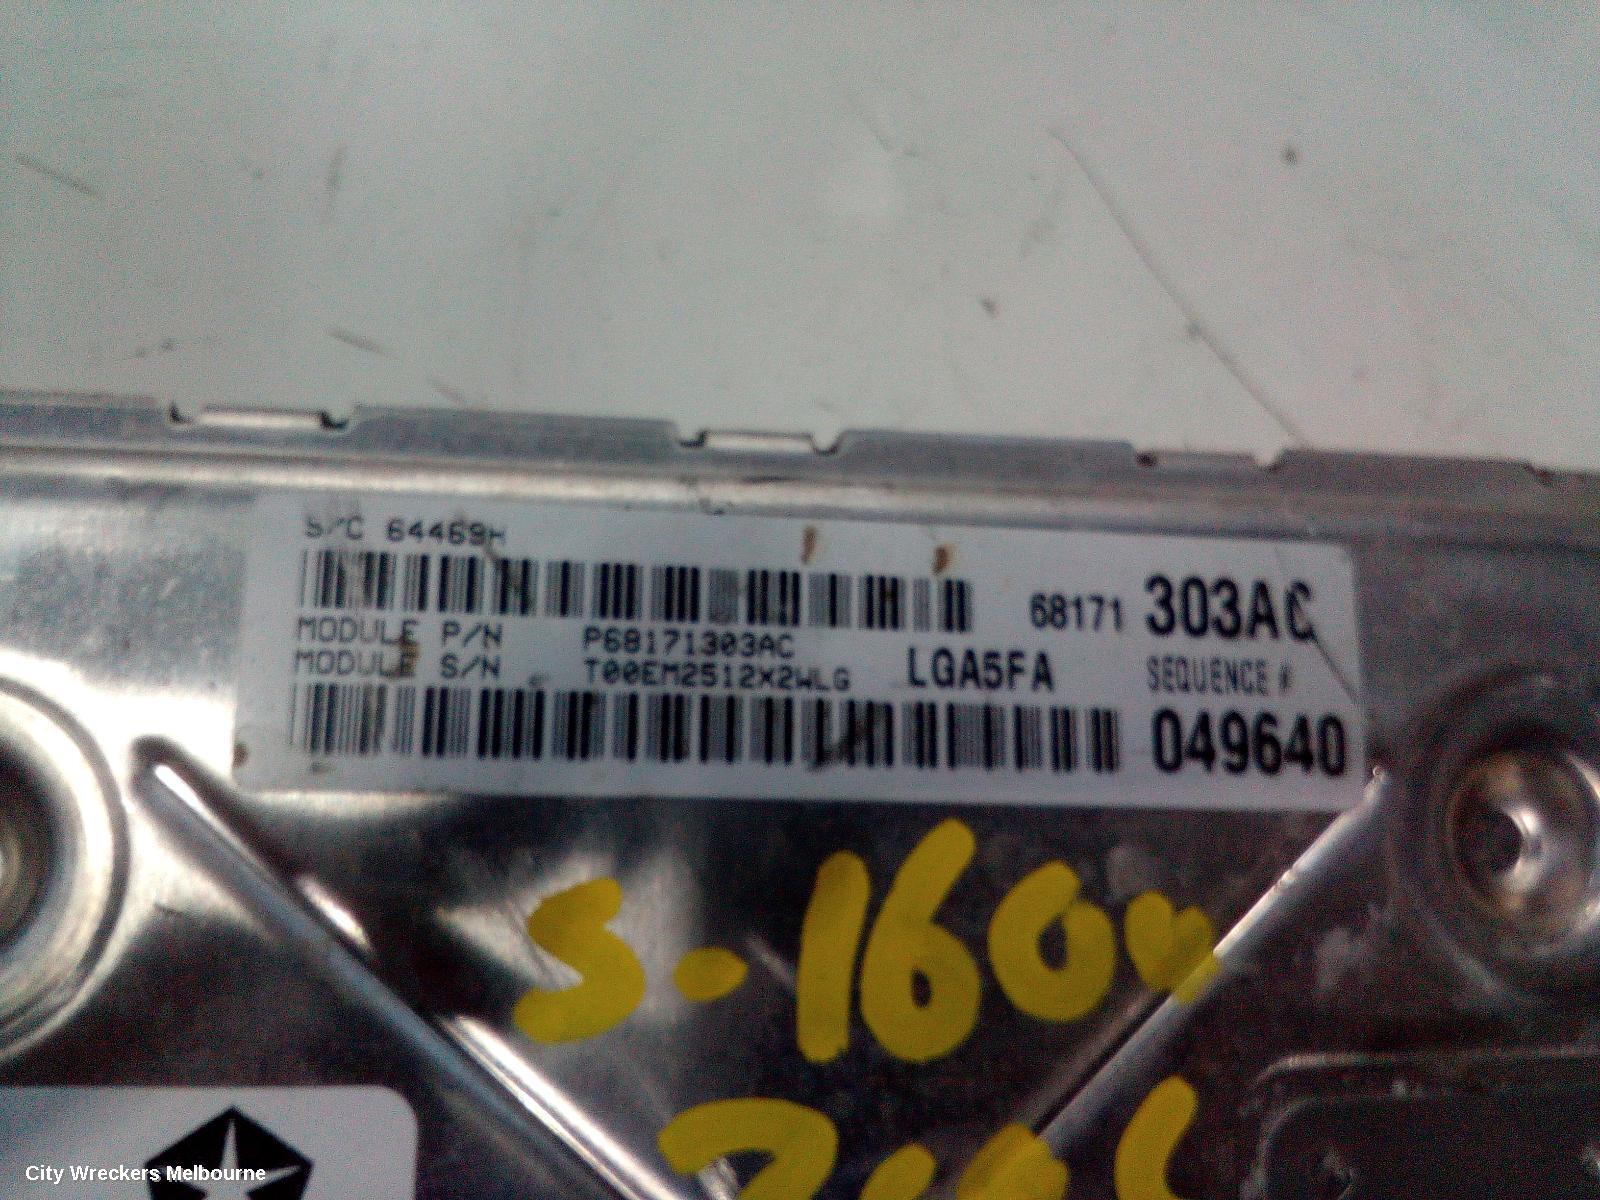 S/C 64469H
68171 303AC
MODULE P/N P68171303AC
MODULE S/N T00EM2512X2WLG
LGA5FA
SEQUENCE #
049640
City Wreckers Melbourne